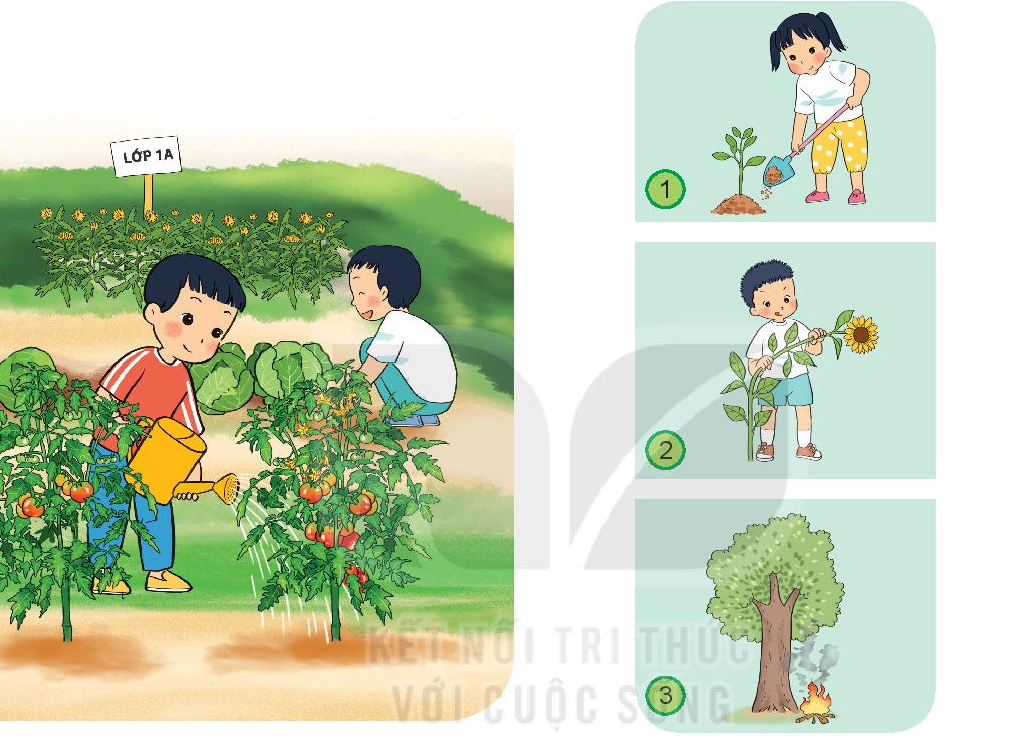 LỚP 1A
1
2
3
KẾT NỐI TRI THỨC
VỚI CUỘC SỐNG